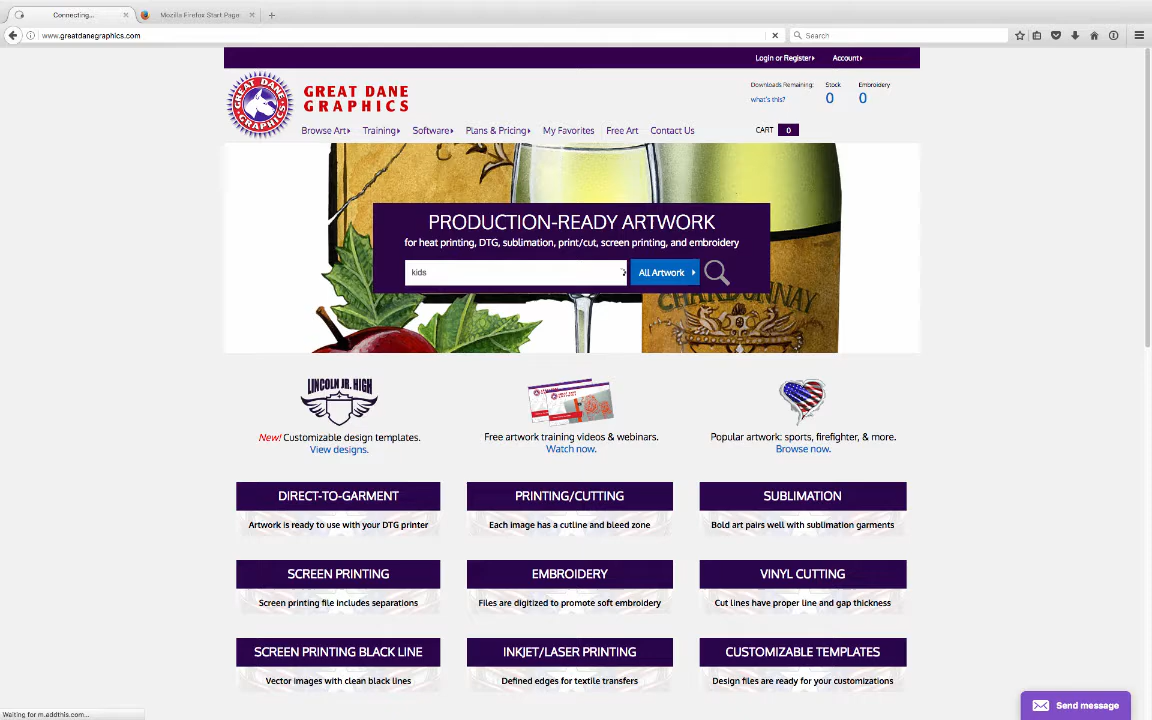 Connecting...
Mozilla Firefox Start Page
www.greatdanegraphics.com
Search
Login or Register
Account
GREAT DANE GRAPHICS
GREAT DANE
GRAPHICS
Downloads Remaining:
Stock
Embroidery
what's this?
0
0
Browse Art
Training
Software
Plans & Pricing
My Favorites
Free Art
Contact Us
CART
0
PRODUCTION-READY ARTWORK
for heat printing, DTG, sublimation, print/cut, screen printing, and embroidery
kids
All Artwork
CHARDONNAY
LINCOLN JR. HIGH
New! Customizable design templates.
View designs.
Free artwork training videos & webinars.
Watch now.
Popular artwork: sports, firefighter, & more.
Browse now.
DIRECT-TO-GARMENT
PRINTING/CUTTING
SUBLIMATION
Artwork is ready to use with your DTG printer
Each image has a cutline and bleed zone
Bold art pairs well with sublimation garments
SCREEN PRINTING
EMBROIDERY
VINYL CUTTING
Screen printing file includes separations
Files are digitized to promote soft embroidery
Cut lines have proper line and gap thickness
SCREEN PRINTING BLACK LINE
INKJET/LASER PRINTING
CUSTOMIZABLE TEMPLATES
Vector images with clean black lines
Defined edges for textile transfers
Design files are ready for your customizations
Send message
Waiting for m.addthis.com...